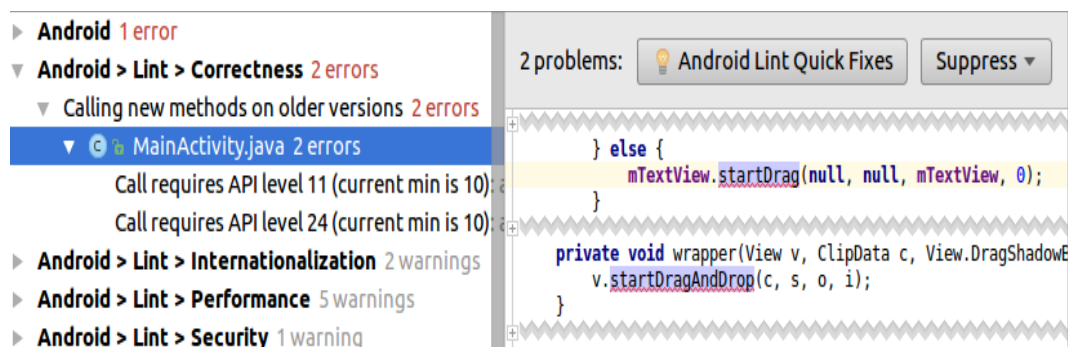 Android 1 error
Android > Lint > Correctness 2 errors
Calling new methods on older versions 2 errors
MainActivity.java 2 errors
Call requires API level 11 (current min is 10):
Call requires API level 24 (current min is 10):
Android > Lint > Internationalization 2 warnings
Android > Lint > Performance 5 warnings
Android > Lint > Security 1 warning
2 problems: Android Lint Quick Fixes Suppress
} else {
mTextView.startDrag(null, null, mTextView, 0);
}
private void wrapper(View v, ClipData c, View.DragShadow
v.startDragAndDrop(c, s, o, i);
}